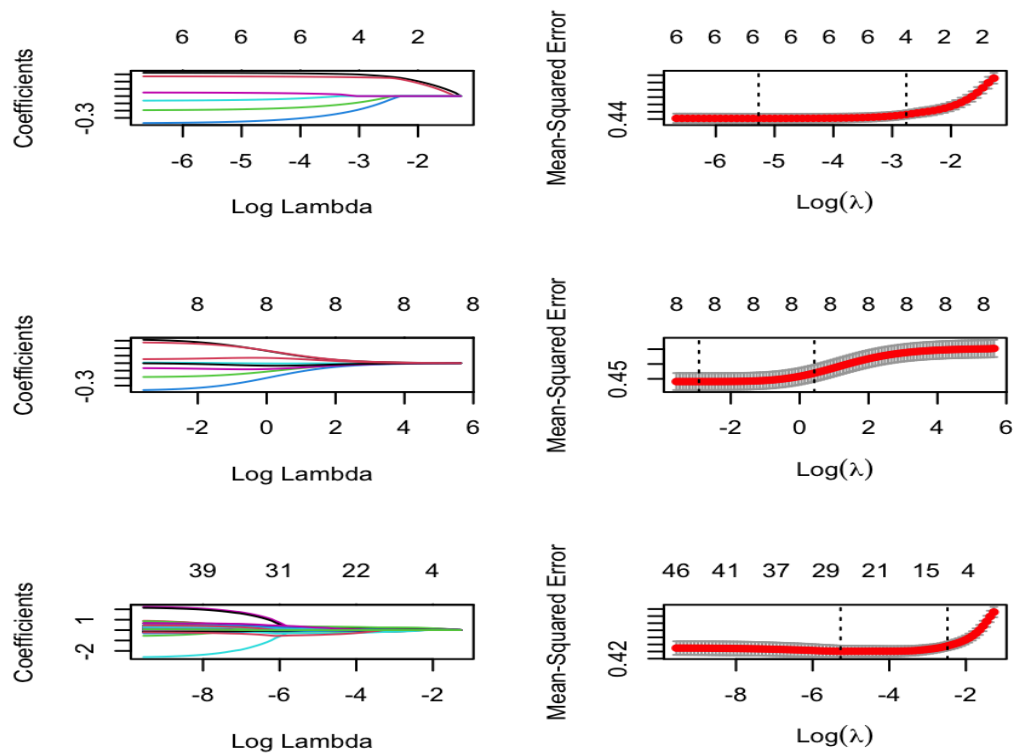 6 6 6 4 2
Coefficients
-0.3
-6 -5 -4 -3 -2
Log Lambda
6 6 6 6 6 6 4 2 2
Mean-Squared Error
0.44
-6 -5 -4 -3 -2
Log(λ)
8 8 8 8 8
Coefficients
-0.3
-2 0 2 4 6
Log Lambda
8 8 8 8 8 8 8 8 8
Mean-Squared Error
0.45
-2 0 2 4 6
Log(λ)
39 31 22 4
Coefficients
1
-2
-8 -6 -4 -2
Log Lambda
46 41 37 29 21 15 4
Mean-Squared Error
0.42
-8 -6 -4 -2
Log(λ)